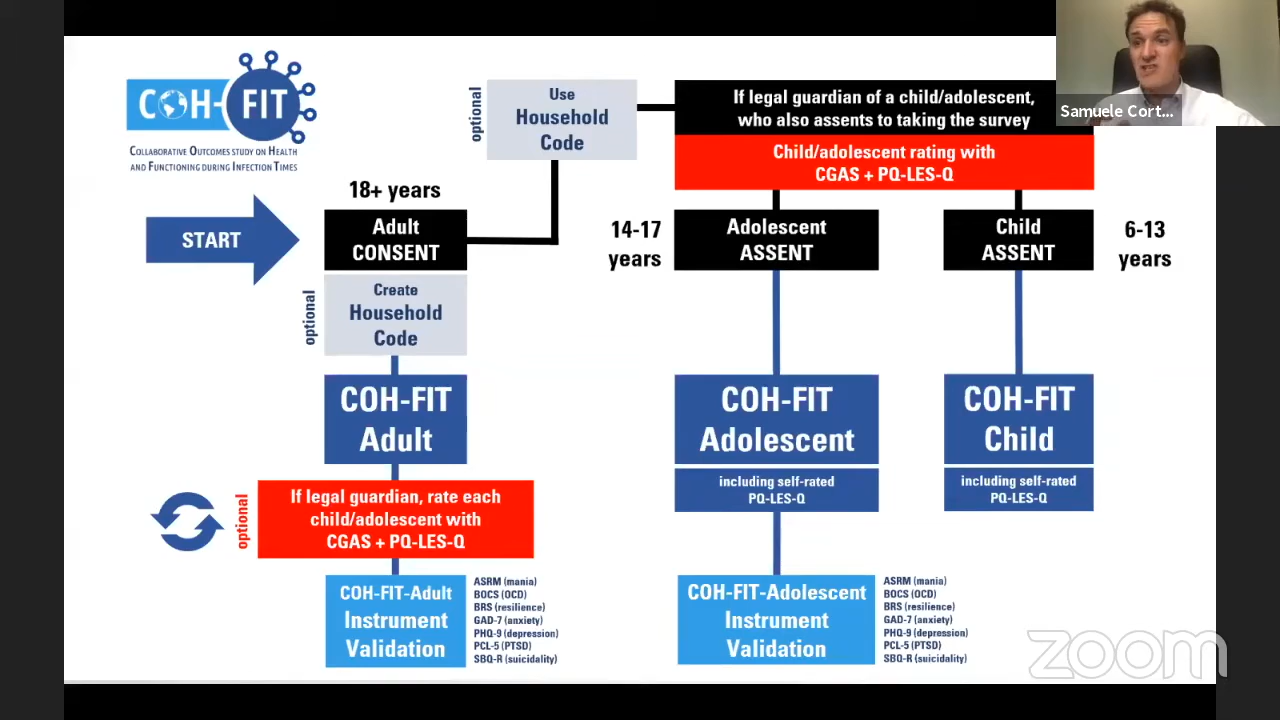 COH-FIT
COLLABORATIVE OUTCOMES STUDY ON HEALTH
AND FUNCTIONING DURING INFECTION TIMES
START
18+ years
Adult
CONSENT
optional
Create
Household
Code
optional
Use
Household
Code
If legal guardian of a child/adolescent,
who also assents to taking the survey
Child/adolescent rating with
CGAS + PQ-LES-Q
14-17
years
Adolescent
ASSENT
Child
ASSENT
6-13
years
COH-FIT
Adult
COH-FIT
Adolescent
including self-rated
PQ-LES-Q
COH-FIT
Child
including self-rated
PQ-LES-Q
optional
If legal guardian, rate each
child/adolescent with
CGAS + PQ-LES-Q
COH-FIT-Adult
Instrument
Validation
ASRM (mania)
BOCS (OCD)
BRS (resilience)
GAD-7 (anxiety)
PHQ-9 (depression)
PCL-5 (PTSD)
SBQ-R (suicidality)
COH-FIT-Adolescent
Instrument
Validation
ASRM (mania)
BOCS (OCD)
BRS (resilience)
GAD-7 (anxiety)
PHQ-9 (depression)
PCL-5 (PTSD)
SBQ-R (suicidality)
Samuele Cort...
zoom